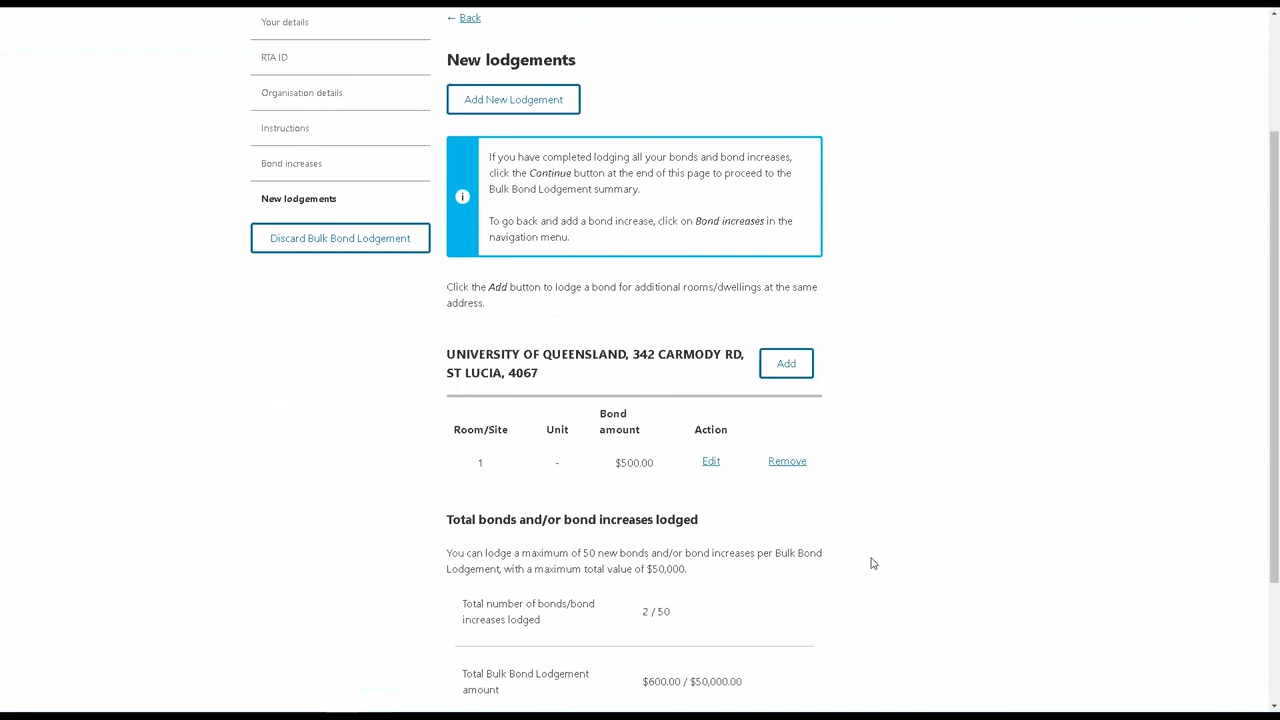 Your details
RTA ID
Organisation details
Instructions
Bond increases
New lodgements
Discard Bulk Bond Lodgement
← Back
New lodgements
Add New Lodgement
If you have completed lodging all your bonds and bond increases,
click the Continue button at the end of this page to proceed to the
Bulk Bond Lodgement summary.
To go back and add a bond increase, click on Bond increases in the
navigation menu.
Click the Add button to lodge a bond for additional rooms/dwellings at the same
address.
UNIVERSITY OF QUEENSLAND, 342 CARMODY RD,
ST LUCIA, 4067
Add
Room/Site Unit Bond amount Action
1 - $500.00 Edit Remove
Total bonds and/or bond increases lodged
You can lodge a maximum of 50 new bonds and/or bond increases per Bulk Bond
Lodgement, with a maximum total value of $50,000.
Total number of bonds/bond
increases lodged
2 / 50
Total Bulk Bond Lodgement
amount
$600.00 / $50,000.00